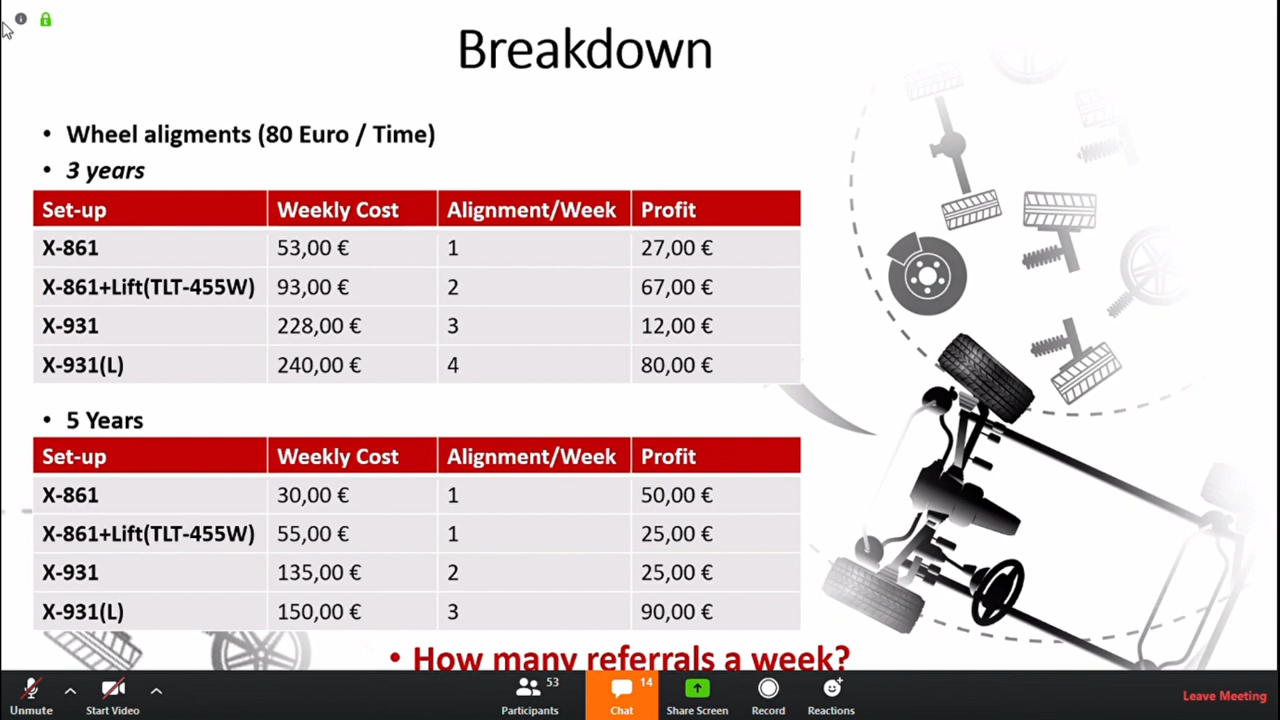 Breakdown
• Wheel aligments (80 Euro / Time)
• 3 years
Set-up Weekly Cost Alignment/Week Profit
X-861 53,00 € 1 27,00 €
X-861+Lift(TLT-455W) 93,00 € 2 67,00 €
X-931 228,00 € 3 12,00 €
X-931(L) 240,00 € 4 80,00 €
• 5 Years
Set-up Weekly Cost Alignment/Week Profit
X-861 30,00 € 1 50,00 €
X-861+Lift(TLT-455W) 55,00 € 1 25,00 €
X-931 135,00 € 2 25,00 €
X-931(L) 150,00 € 3 90,00 €
• How many referrals a week?
53 14
Unmute Start Video Participants Chat Share Screen Record Reactions Leave Meeting